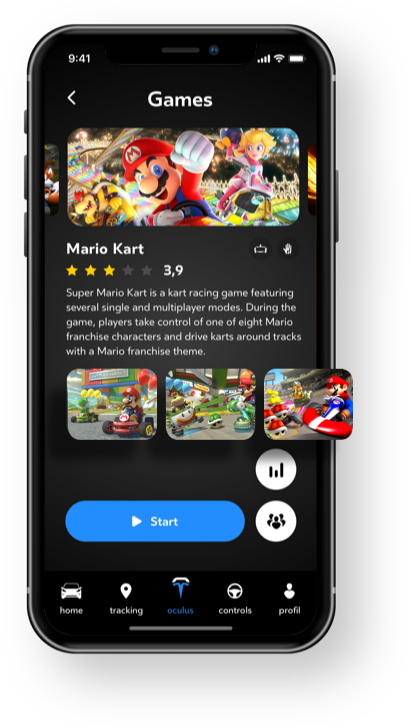 9:41
Games
Mario Kart
3,9
Super Mario Kart is a kart racing game featuring
several single and multiplayer modes. During the
game, players take control of one of eight Mario
franchise characters and drive karts around tracks
with a Mario franchise theme.
Start
home
tracking
oculus
controls
profil